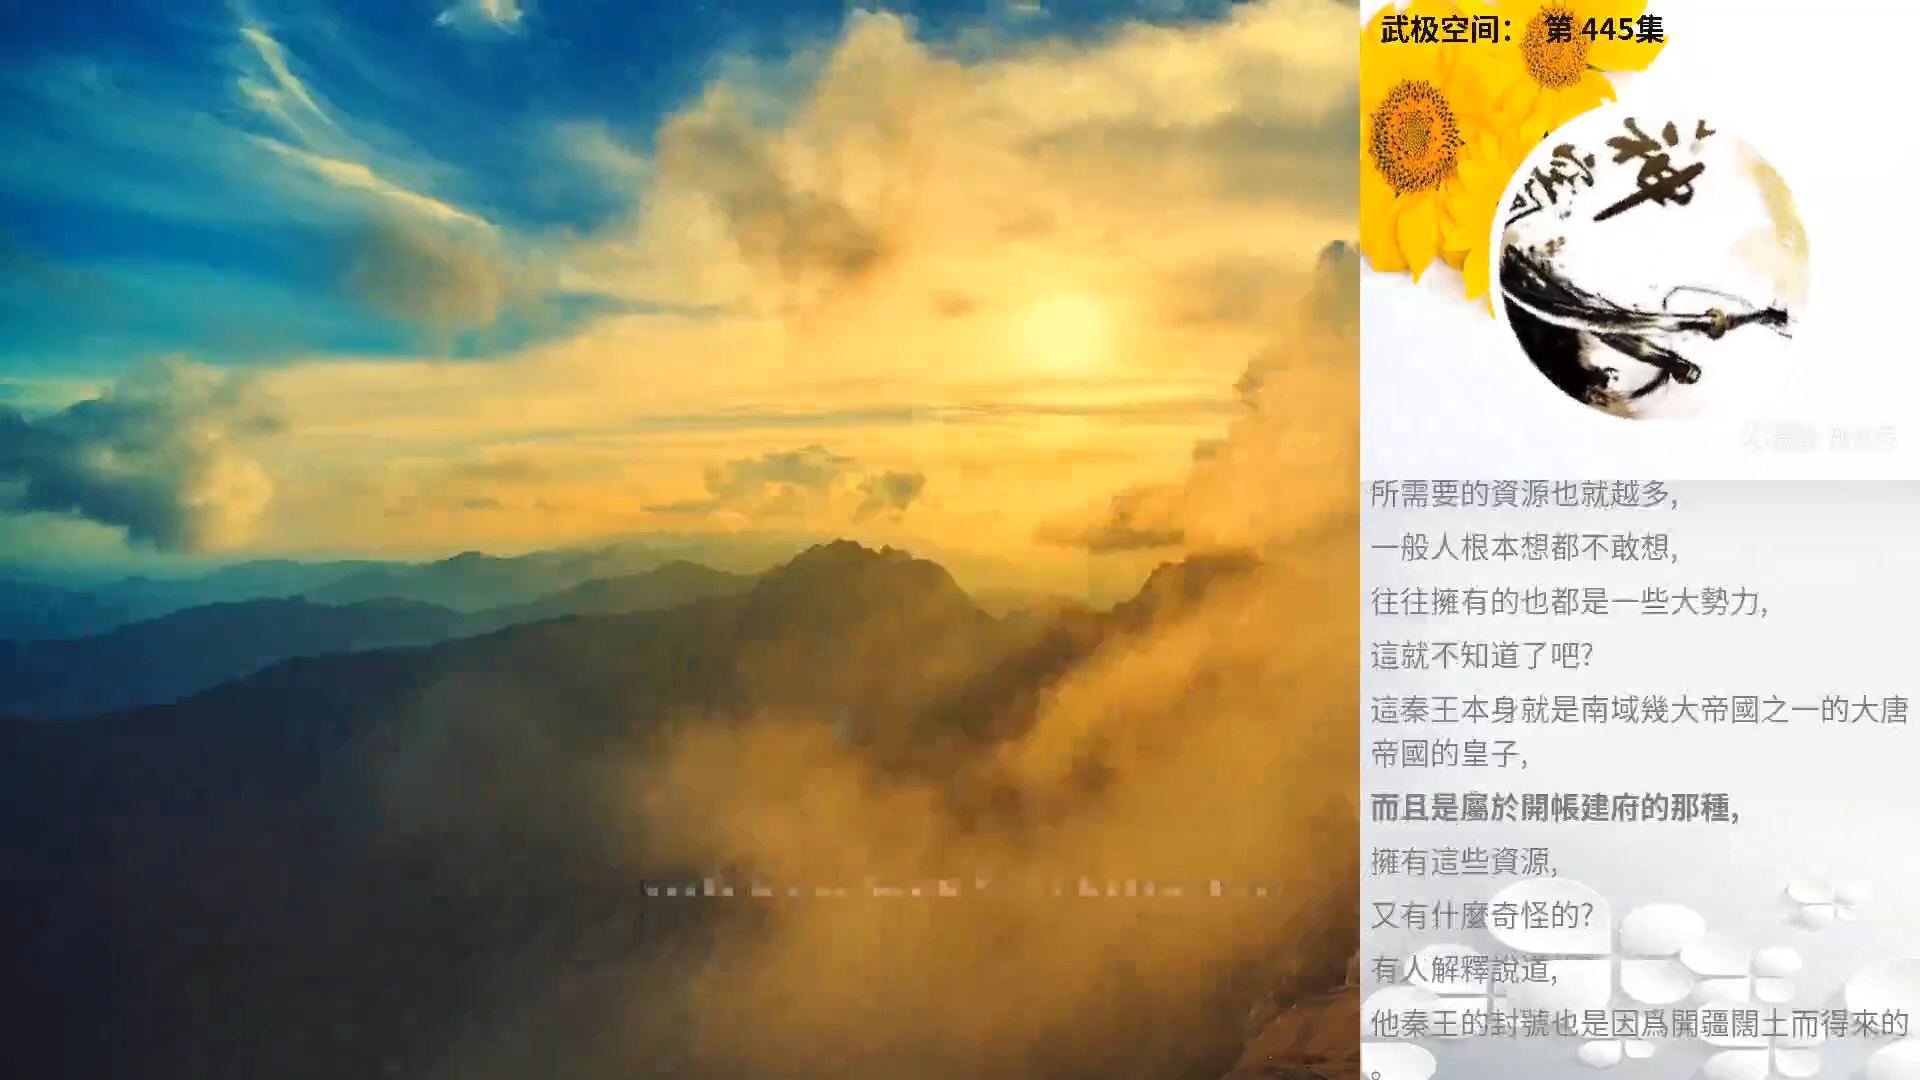 武极空间： 第 445集
所需要的資源也就越多,
一般人根本想都不敢想,
往往擁有的也都是一些大勢力,
這就不知道了吧?
這秦王本身就是南域幾大帝國之一的大唐
帝國的皇子,
而且是屬於開帳建府的那種,
擁有這些資源,
又有什麼奇怪的?
有人解釋說道,
他秦王的封號也是因爲開疆闊土而得來的
。